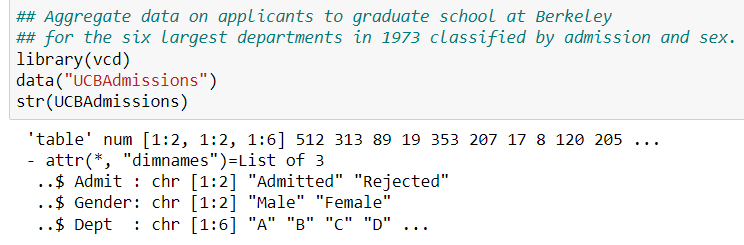 ## Aggregate data on applicants to graduate school at Berkeley
## for the six largest departments in 1973 classified by admission and sex.
library(vcd)
data("UCBAdmissions")
str(UCBAdmissions)
'table' num [1:2, 1:2, 1:6] 512 313 89 19 353 207 17 8 120 205 ...
- attr(*, "dimnames")=List of 3
..$ Admit : chr [1:2] "Admitted" "Rejected"
..$ Gender: chr [1:2] "Male" "Female"
..$ Dept  : chr [1:6] "A" "B" "C" "D" ...